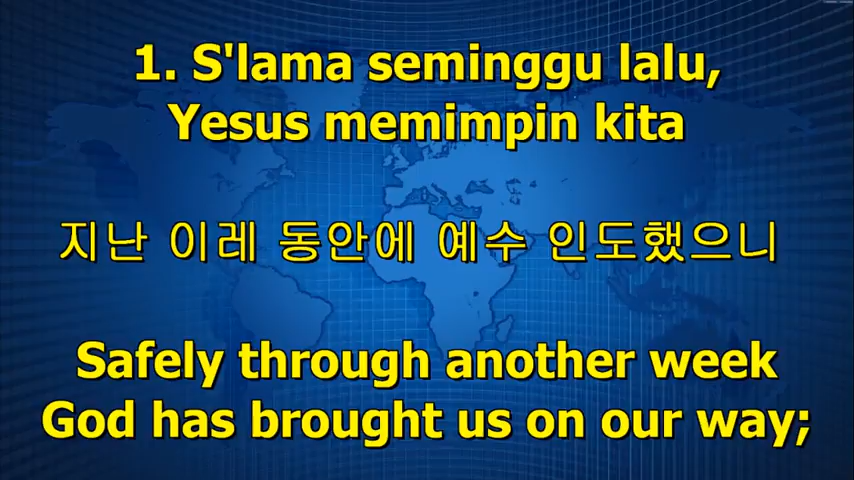 1. S'lama seminggu lalu,
Yesus memimpin kita
지난 이레 동안에 예수 인도했으니
Safely through another week
God has brought us on our way;